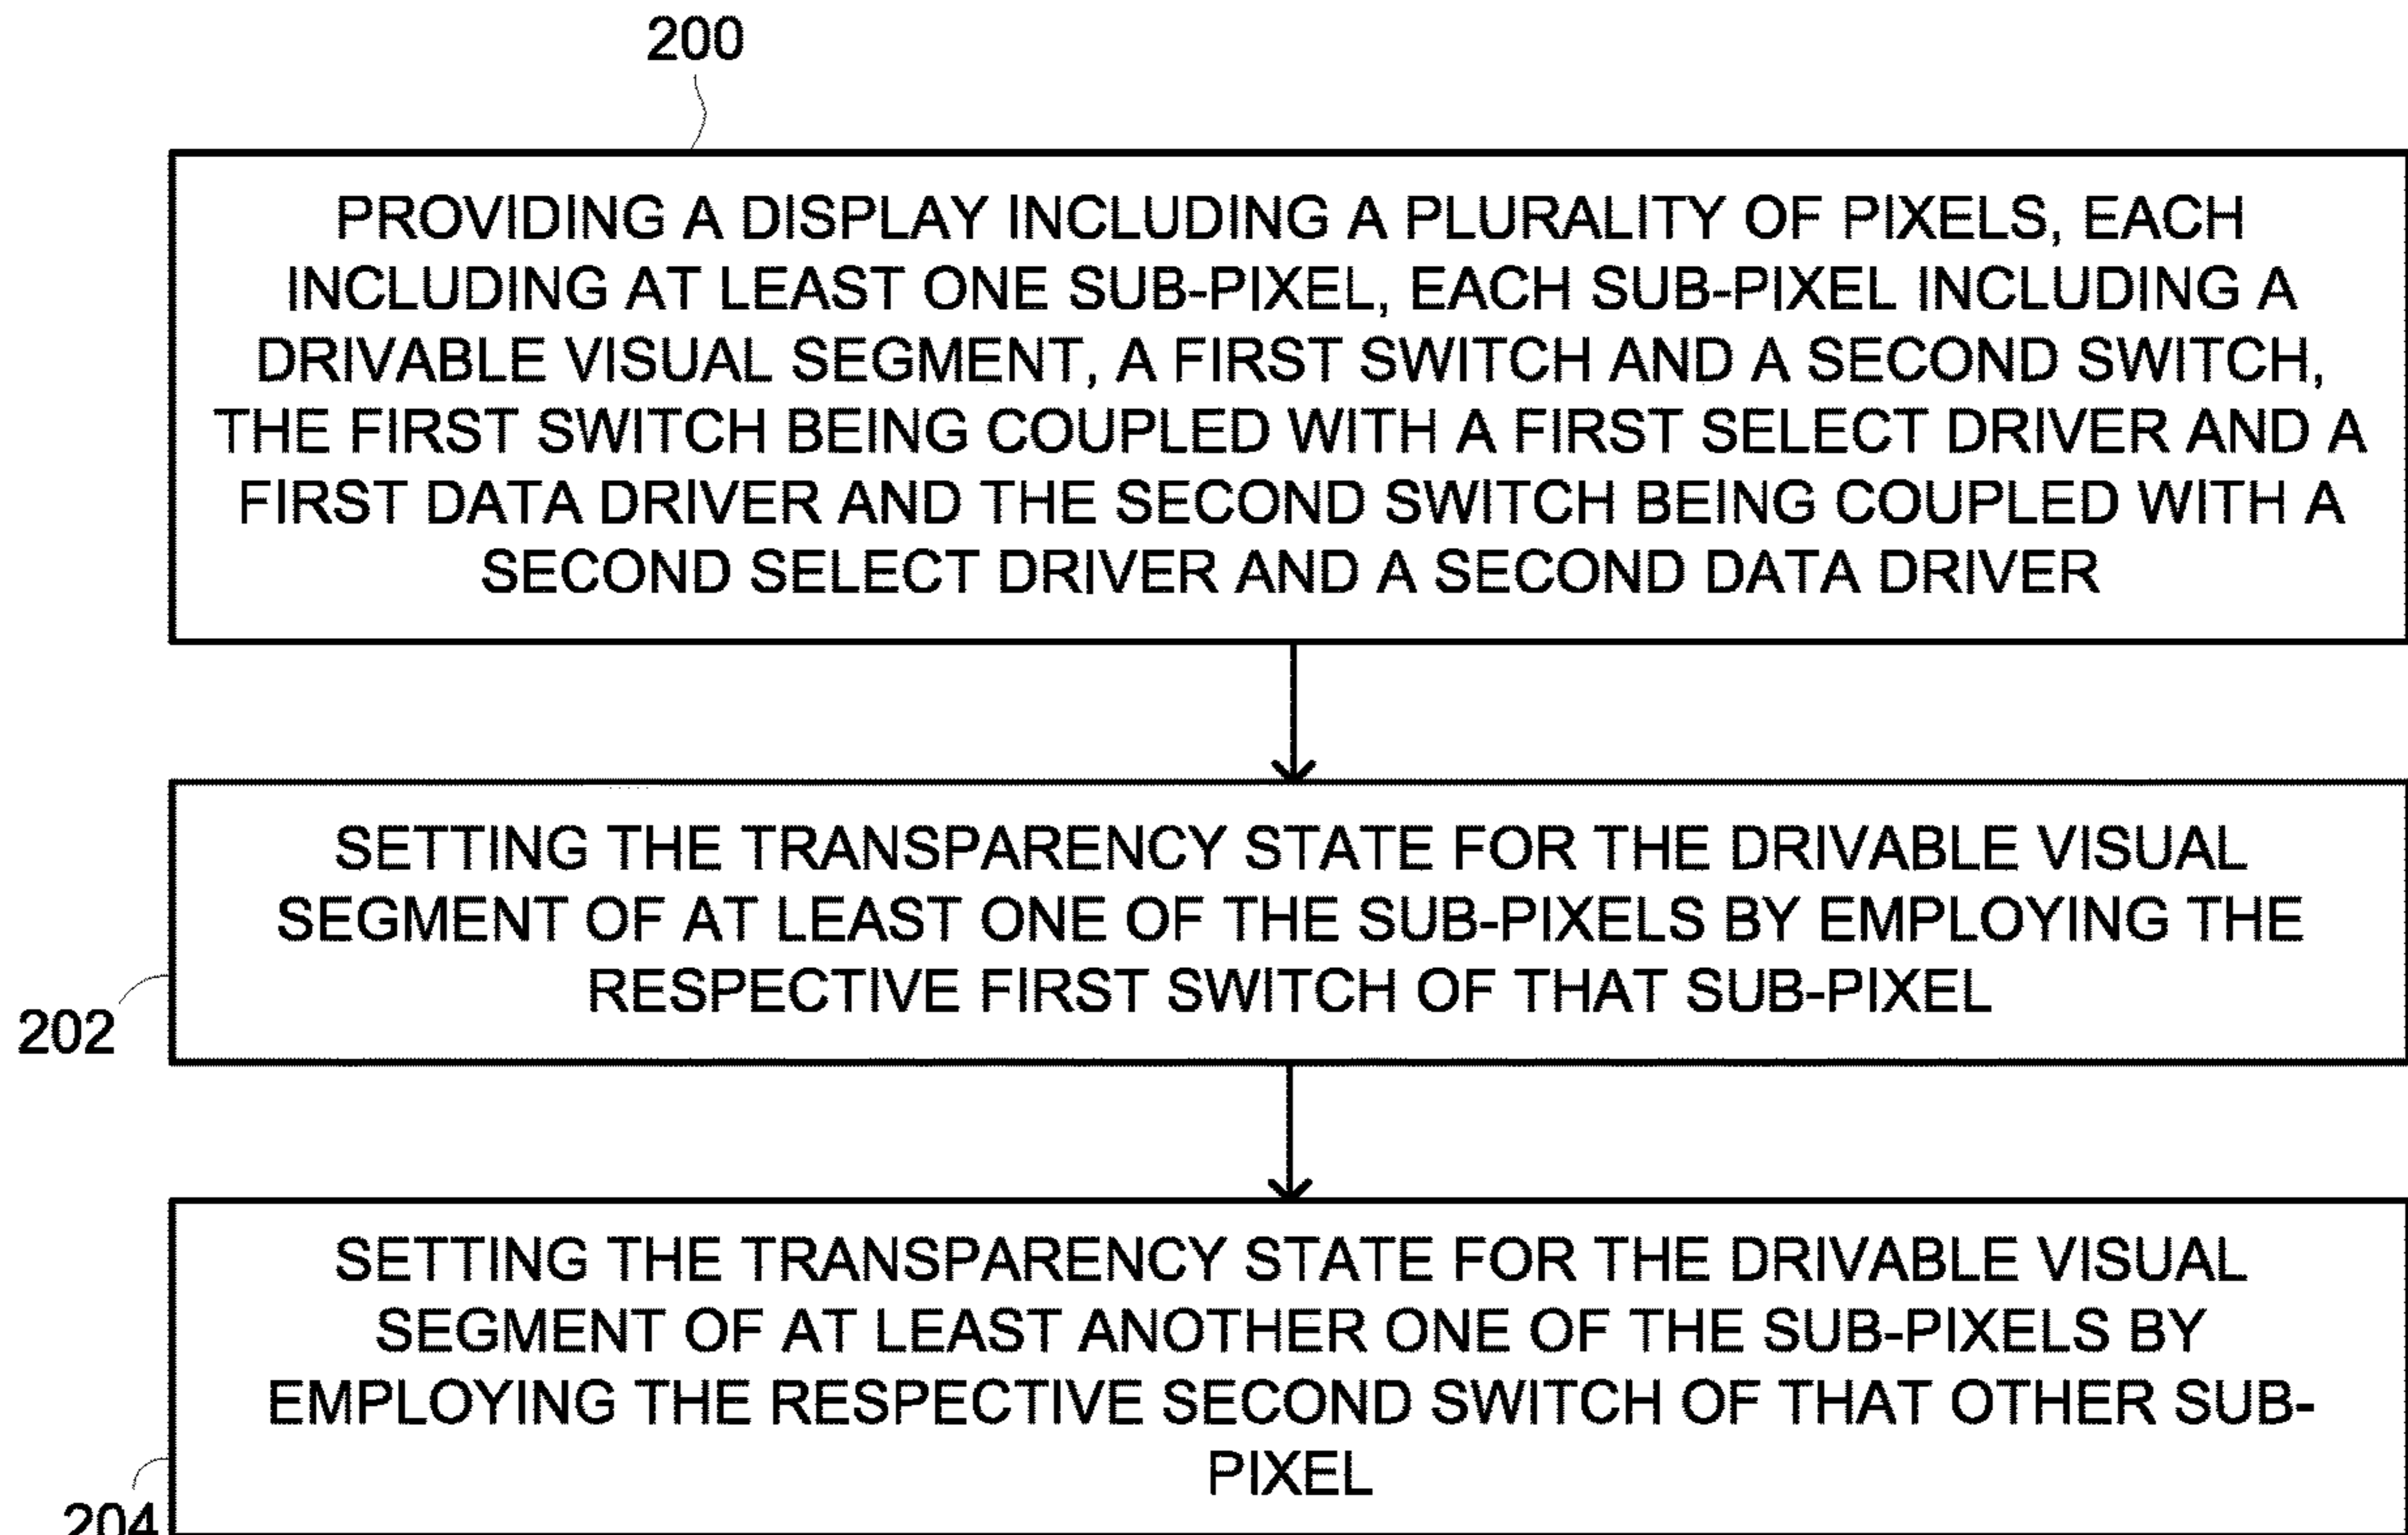 200
PROVIDING A DISPLAY INCLUDING A PLURALITY OF PIXELS, EACH
INCLUDING AT LEAST ONE SUB-PIXEL, EACH SUB-PIXEL INCLUDING A
DRIVABLE VISUAL SEGMENT, A FIRST SWITCH AND A SECOND SWITCH,
THE FIRST SWITCH BEING COUPLED WITH A FIRST SELECT DRIVER AND A
FIRST DATA DRIVER AND THE SECOND SWITCH BEING COUPLED WITH A
SECOND SELECT DRIVER AND A SECOND DATA DRIVER
SETTING THE TRANSPARENCY STATE FOR THE DRIVABLE VISUAL
SEGMENT OF AT LEAST ONE OF THE SUB-PIXELS BY EMPLOYING THE
RESPECTIVE FIRST SWITCH OF THAT SUB-PIXEL
202
SETTING THE TRANSPARENCY STATE FOR THE DRIVABLE VISUAL
SEGMENT OF AT LEAST ANOTHER ONE OF THE SUB-PIXELS BY
EMPLOYING THE RESPECTIVE SECOND SWITCH OF THAT OTHER SUB-
PIXEL
204